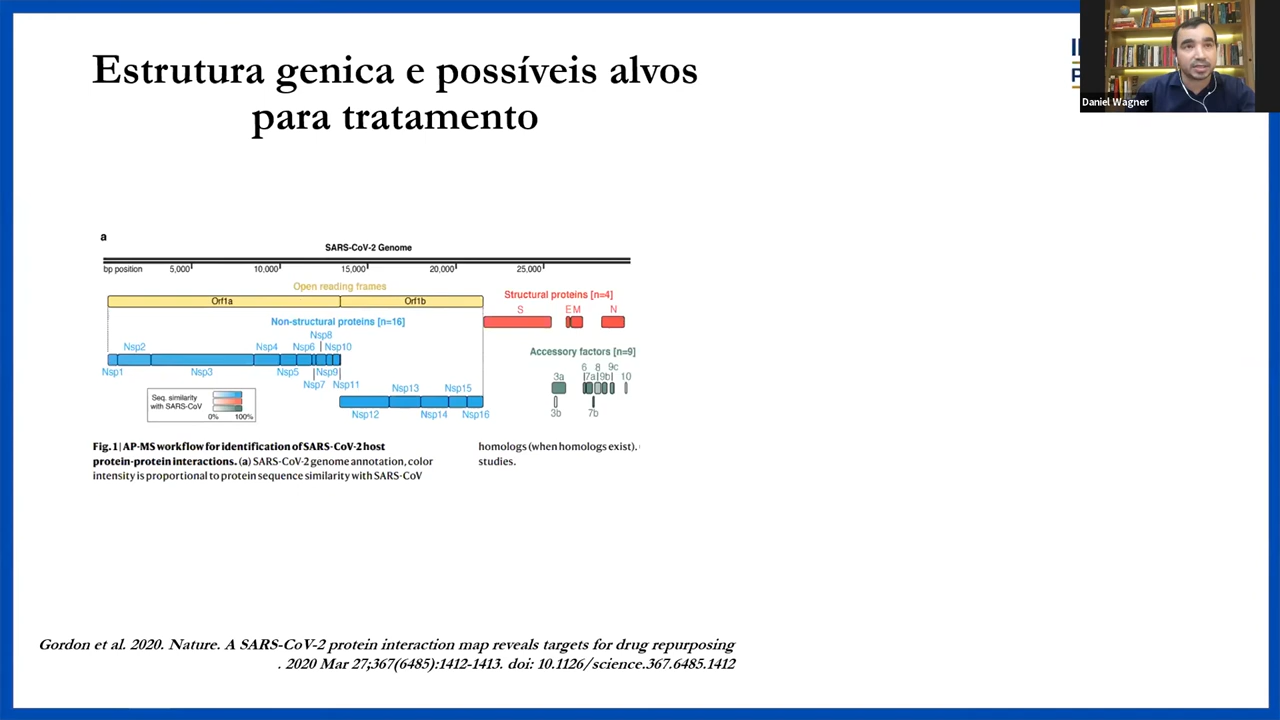 Estrutura genica e possíveis alvos
para tratamento
Daniel Wagner
a
SARS-CoV-2 Genome
bp position 5,000 10,000 15,000 20,000 25,000
Open reading frames
Orf1a Orf1b
Structural proteins [n=4]
S E M N
Non-structural proteins [n=16]
Nsp8
Nsp2 Nsp4 Nsp6 Nsp10
Nsp1 Nsp3 Nsp5 Nsp9
Nsp7 Nsp11
Nsp13 Nsp15
Nsp12 Nsp14 Nsp16
Accessory factors [n=9]
6 8 9c
3a 7a 9b 10
3b 7b
Seq. similarity
with SARS-CoV
0% 100%
Fig. 1 | AP-MS workflow for identification of SARS-CoV-2 host
protein-protein interactions. (a) SARS-CoV-2 genome annotation, color
intensity is proportional to protein sequence similarity with SARS-CoV
homologs (when homologs exist).
studies.
Gordon et al. 2020. Nature. A SARS-CoV-2 protein interaction map reveals targets for drug repurposing
. 2020 Mar 27;367(6485):1412-1413. doi: 10.1126/science.367.6485.1412